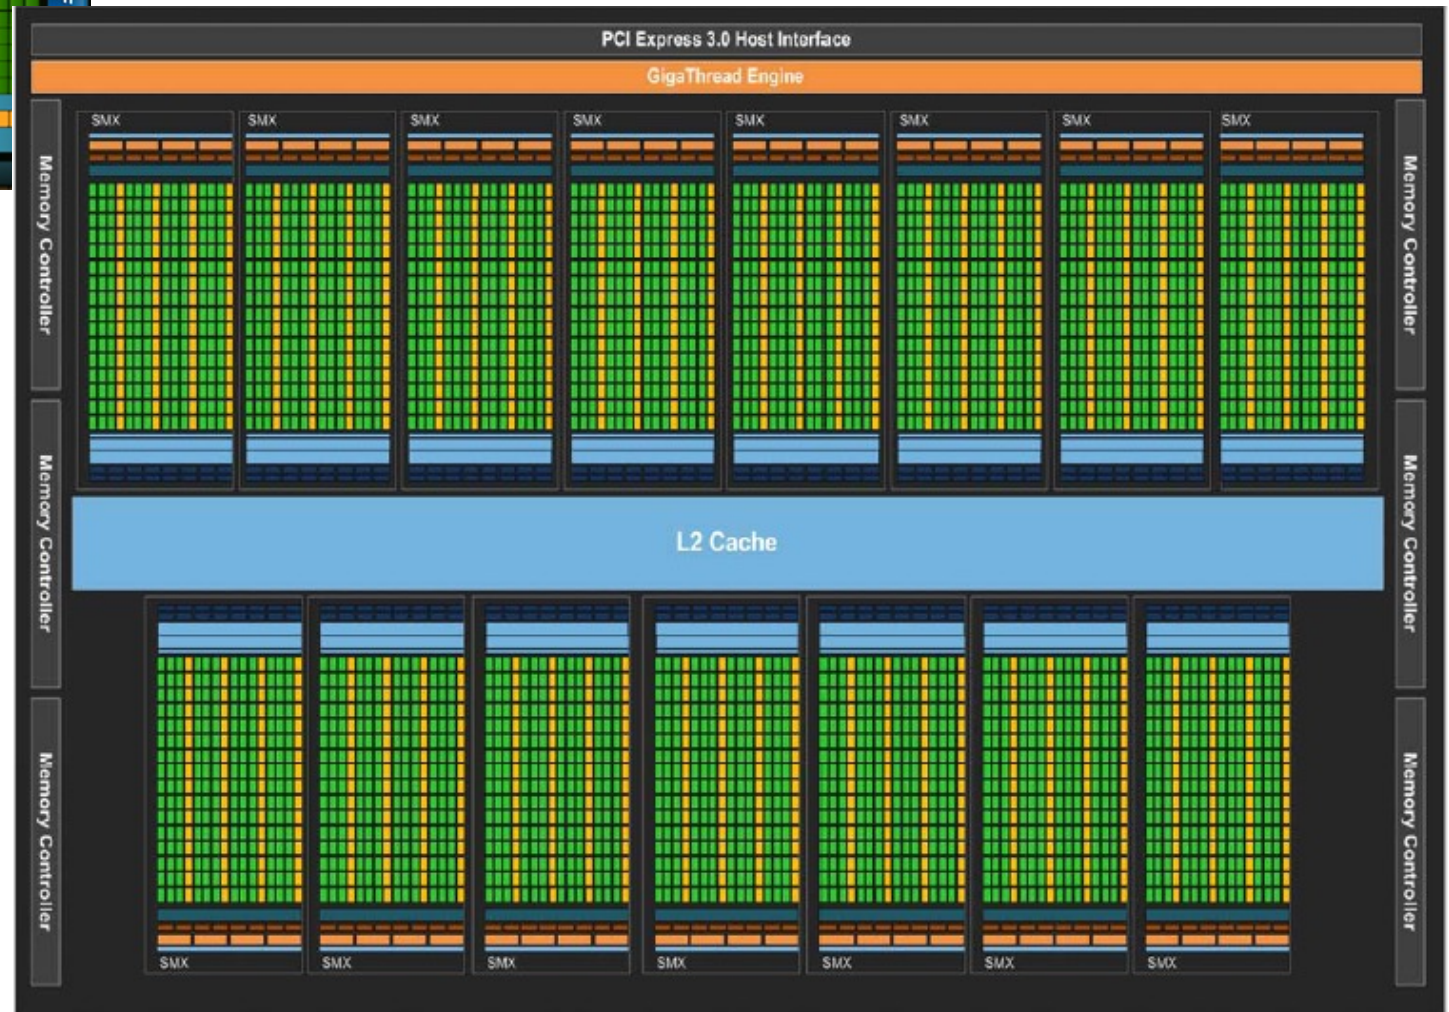 PCI Express 3.0 Host Interface
GigaThread Engine
SMX SMX SMX SMX SMX SMX SMX SMX
Memory Controller
Memory Controller
Memory Controller
Memory Controller
L2 Cache
Memory Controller
Memory Controller
SMX SMX SMX SMX SMX SMX SMX